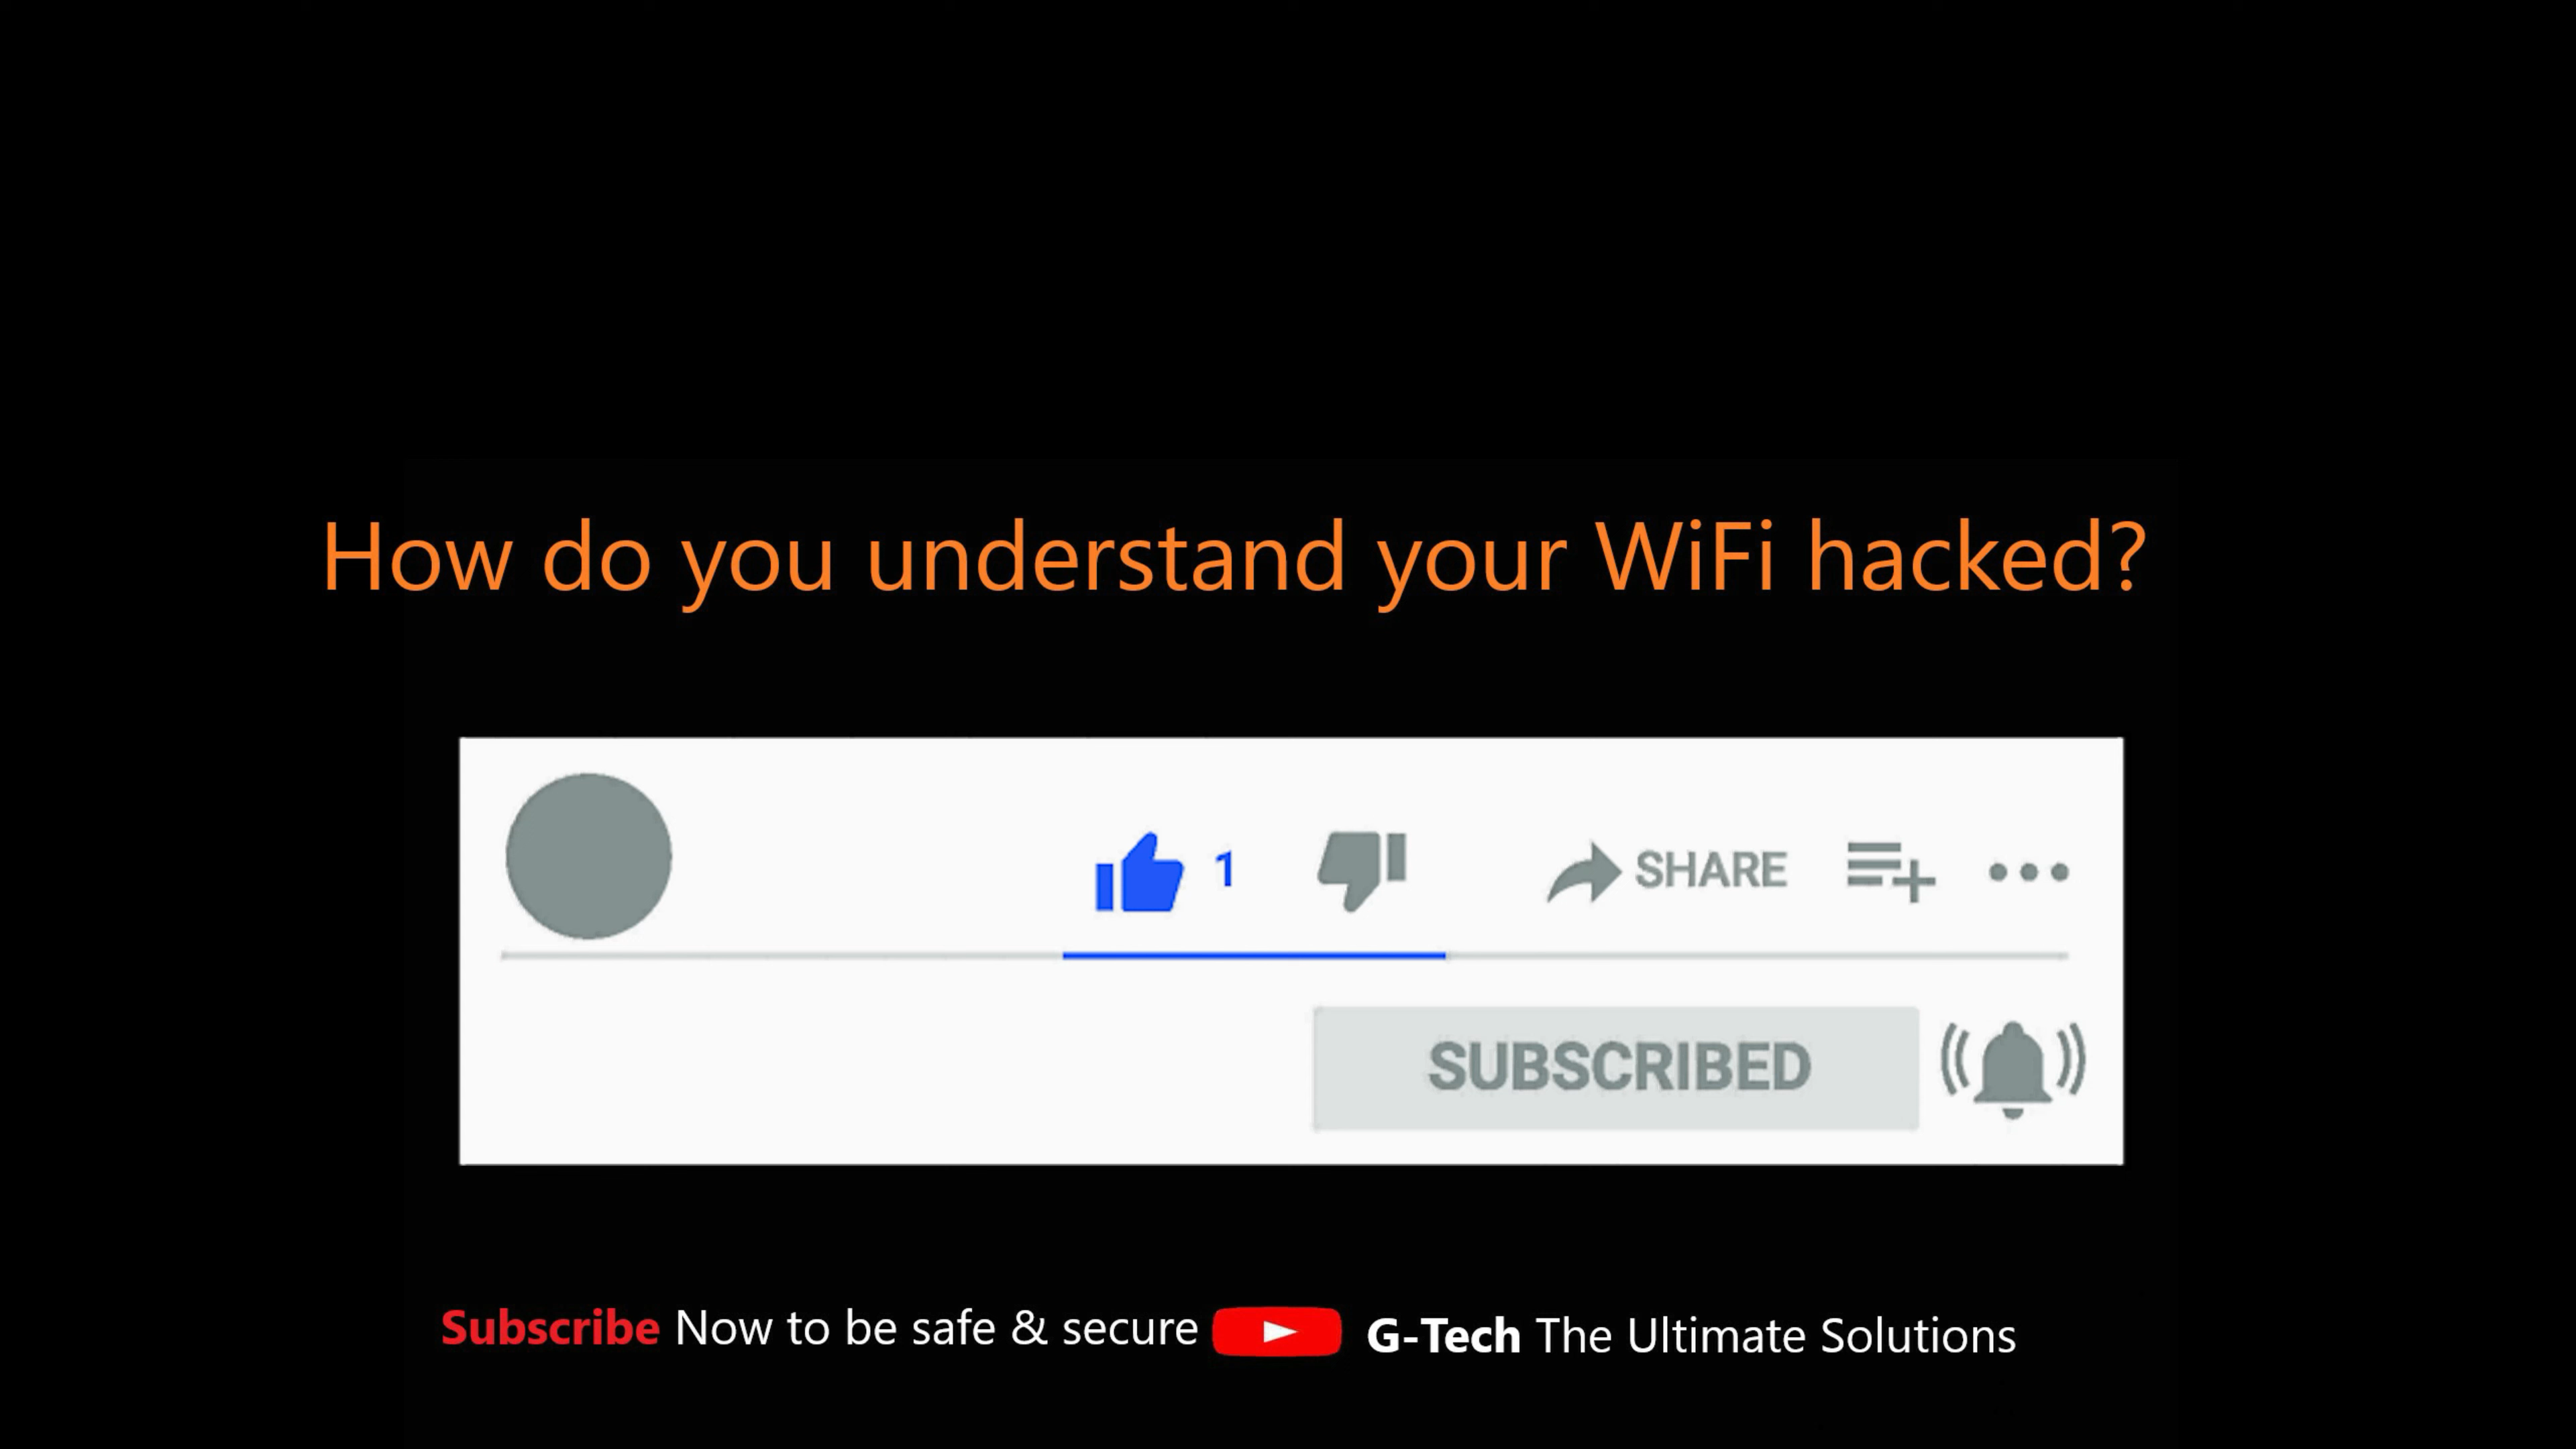 How do you understand your WiFi hacked?
1 SHARE
SUBSCRIBED
Subscribe Now to be safe & secure G-Tech The Ultimate Solutions